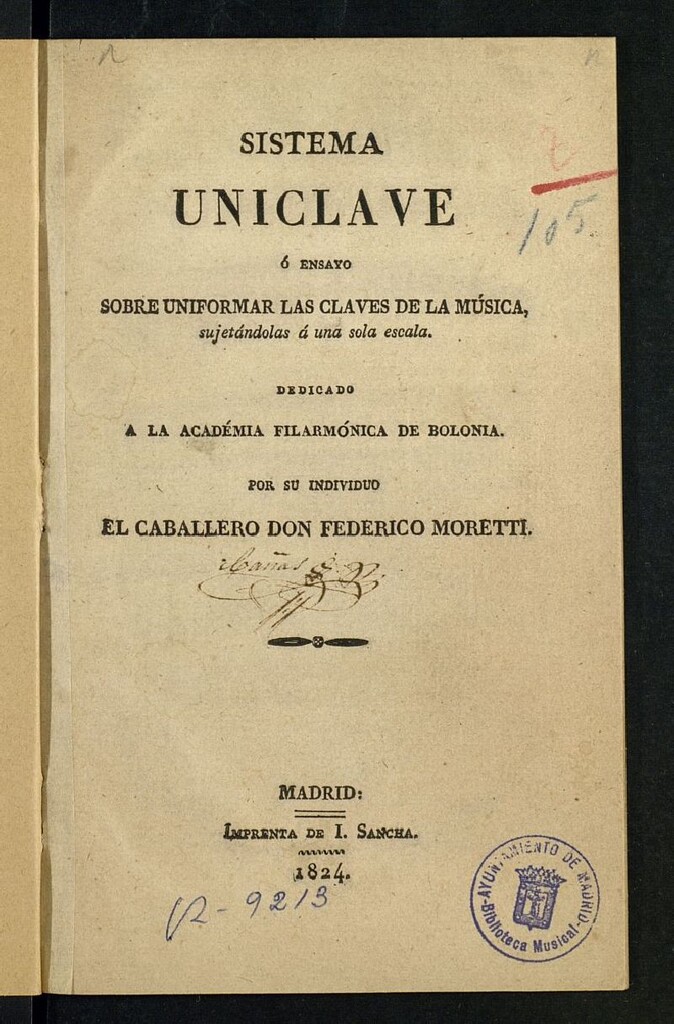 SISTEMA
UNICLAVE
Ó ENSAYO
SOBRE UNIFORMAR LAS CLAVES DE LA MÚSICA,
sujetándolas á una sola escala.
DEDICADO
A LA ACADÉMIA FILARMÓNICA DE BOLONIA.
POR SU INDIVIDUO
EL CABALLERO DON FEDERICO MORETTI.
Cañas
MADRID:
IMPRENTA DE I. SANCHA.
1824.
R-9213
105
AYUNTAMIENTO DE MADRID
-Biblioteca Musical-